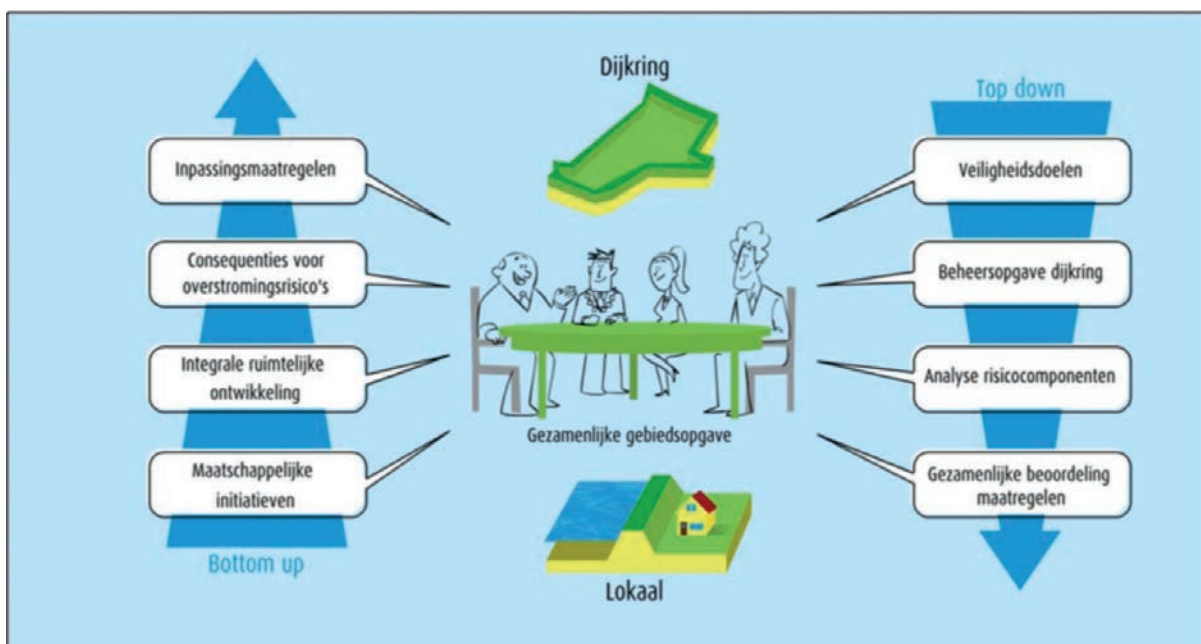 Dijkring
Top down
Inpassingsmaatregelen
Veiligheidsdoelen
Consequenties voor
overstromingsrisico's
Beheersopgave dijkring
Integrale ruimtelijke
ontwikkeling
Analyse risicocomponenten
Gezamenlijke gebiedsopgave
Maatschappelijke
initiatieven
Gezamenlijke beoordeling
maatregelen
Bottom up
Lokaal